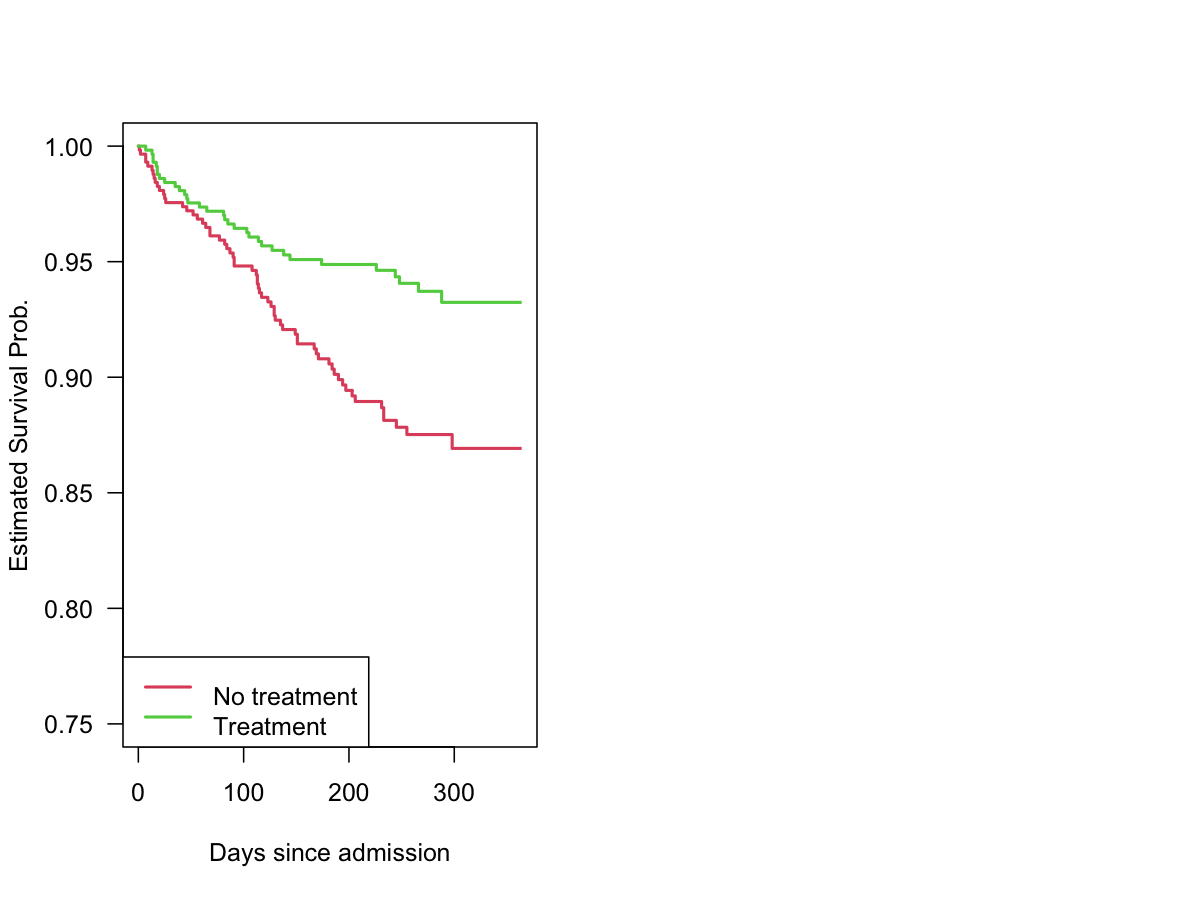 1.00
0.95
0.90
0.85
0.80
0.75
Estimated Survival Prob.
No treatment
Treatment
0 100 200 300
Days since admission